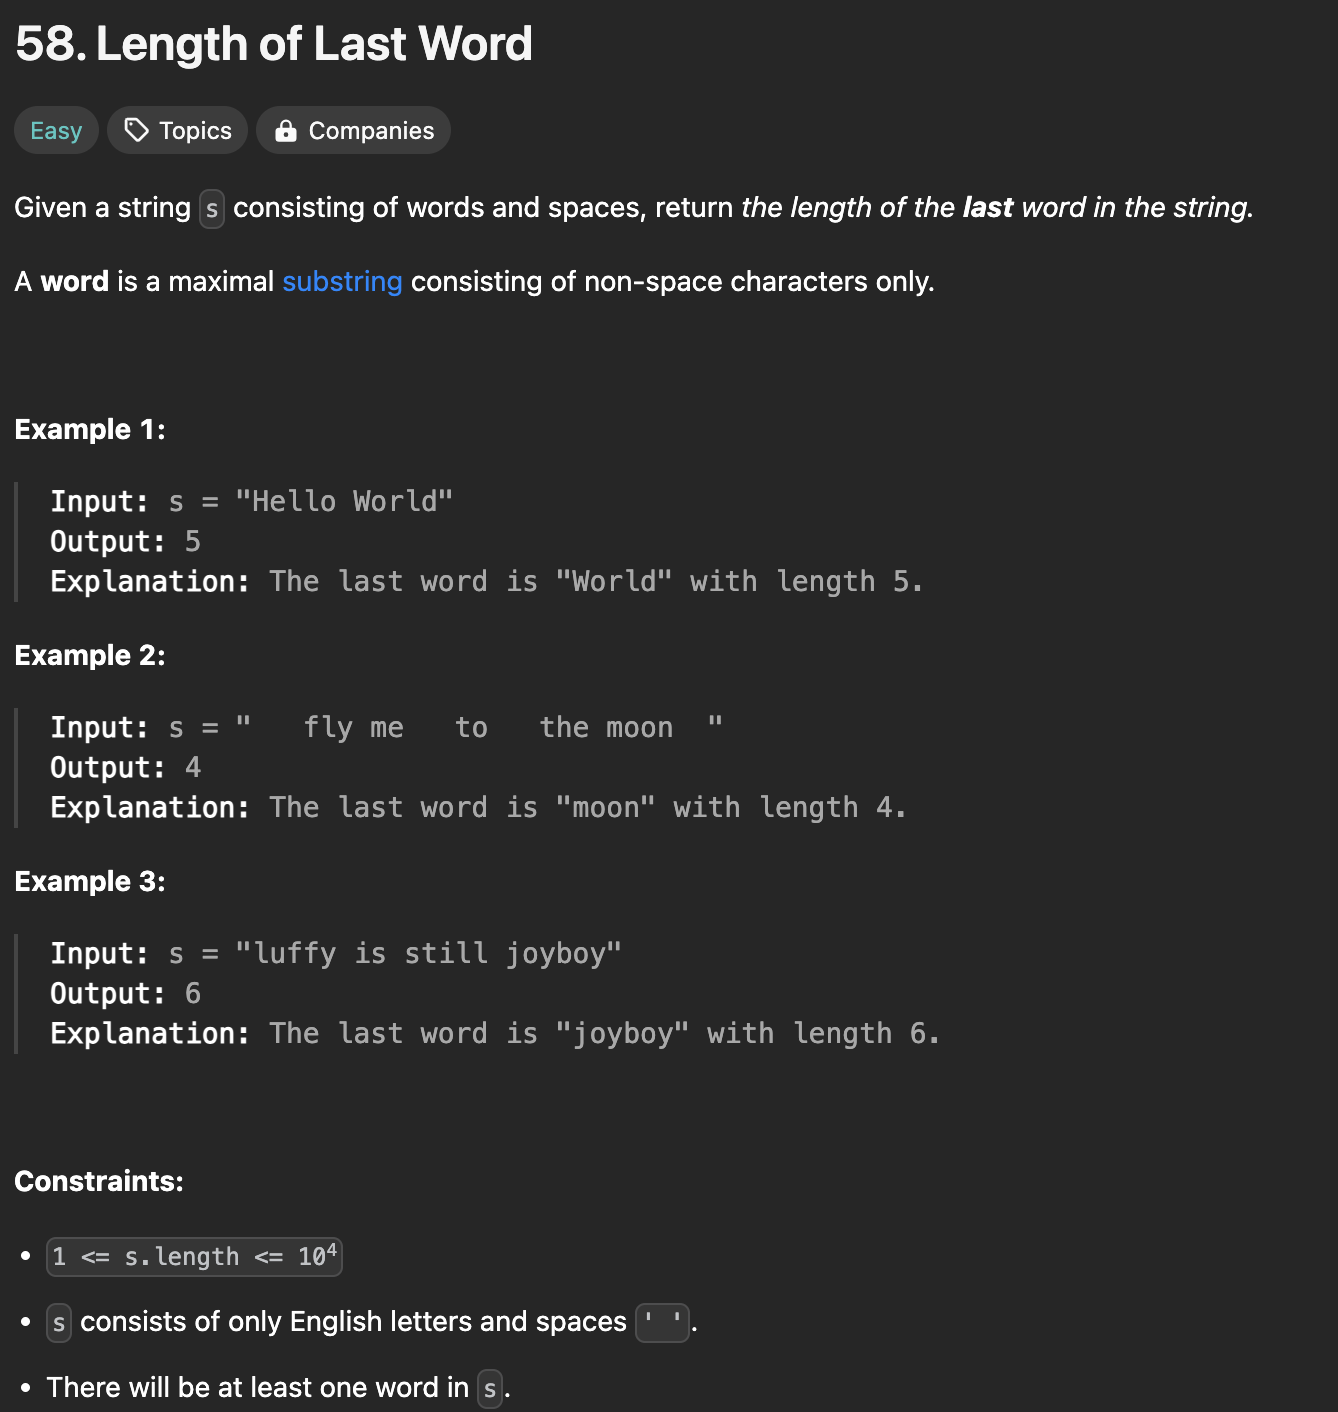 58. Length of Last Word
Easy Topics Companies
Given a string s consisting of words and spaces, return the length of the last word in the string.
A word is a maximal substring consisting of non-space characters only.
Example 1:
Input: s = "Hello World"
Output: 5
Explanation: The last word is "World" with length 5.
Example 2:
Input: s = "   fly me   to   the moon  "
Output: 4
Explanation: The last word is "moon" with length 4.
Example 3:
Input: s = "luffy is still joyboy"
Output: 6
Explanation: The last word is "joyboy" with length 6.
Constraints:
• 1 <= s.length <= 10⁴
• s consists of only English letters and spaces ' '.
• There will be at least one word in s.